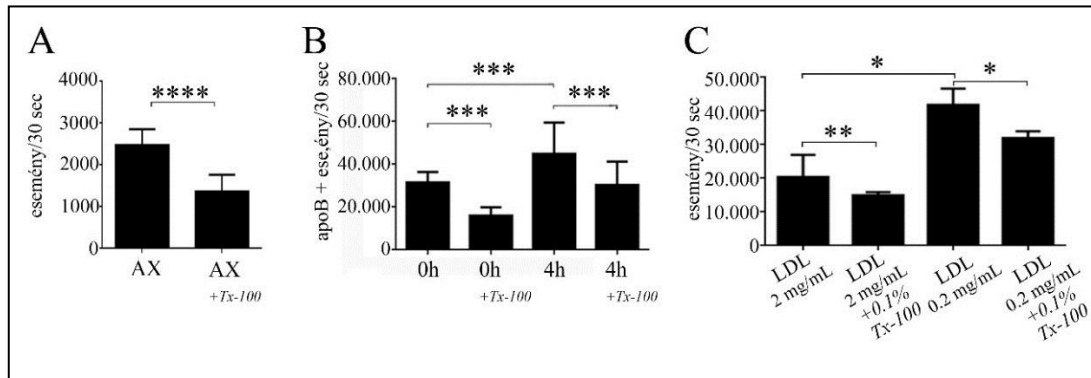 A
esemény/30 sec
4000
3000
2000
1000
0
****
AX
AX
+Tx-100
B
apoB + ese,ény/30 sec
80.000
60.000
40.000
20.000
0
***
***
***
0h
0h
+Tx-100
4h
4h
+Tx-100
C
esemény/30 sec
50.000
40.000
30.000
20.000
10.000
0
*
**
*
LDL
2 mg/mL
LDL
2 mg/mL
+0.1%
Tx-100
LDL
0.2 mg/mL
LDL
0.2 mg/mL
+0.1%
Tx-100